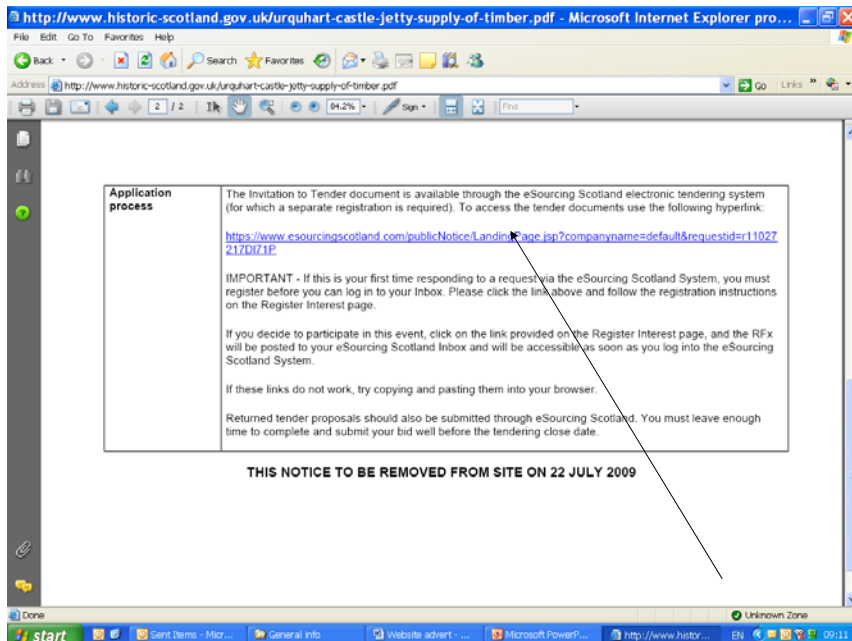 http://www.historic-scotland.gov.uk/urquhart-castle-jetty-supply-of-timber.pdf - Microsoft Internet Explorer pro...
File Edit Go To Favorites Help
Back Search Favorites
Address http://www.historic-scotland.gov.uk/urquhart-castle-jetty-supply-of-timber.pdf Go Links »
2 / 2 84.2% Sign Find
Application process
The Invitation to Tender document is available through the eSourcing Scotland electronic tendering system
(for which a separate registration is required). To access the tender documents use the following hyperlink:
https://www.esourcingscotland.com/publicNotice/LandingPage.jsp?companyname=default&requestid=r11027
217DI71P
IMPORTANT - If this is your first time responding to a request via the eSourcing Scotland System, you must
register before you can log in to your Inbox. Please click the link above and follow the registration instructions
on the Register Interest page.
If you decide to participate in this event, click on the link provided on the Register Interest page, and the RFx
will be posted to your eSourcing Scotland Inbox and will be accessible as soon as you log into the eSourcing
Scotland System.
If these links do not work, try copying and pasting them into your browser.
Returned tender proposals should also be submitted through eSourcing Scotland. You must leave enough
time to complete and submit your bid well before the tendering close date.
THIS NOTICE TO BE REMOVED FROM SITE ON 22 JULY 2009
Done Unknown Zone
start Sent Items - Micr... General info Website advert - ... Microsoft PowerP... http://www.histor... EN 09:11